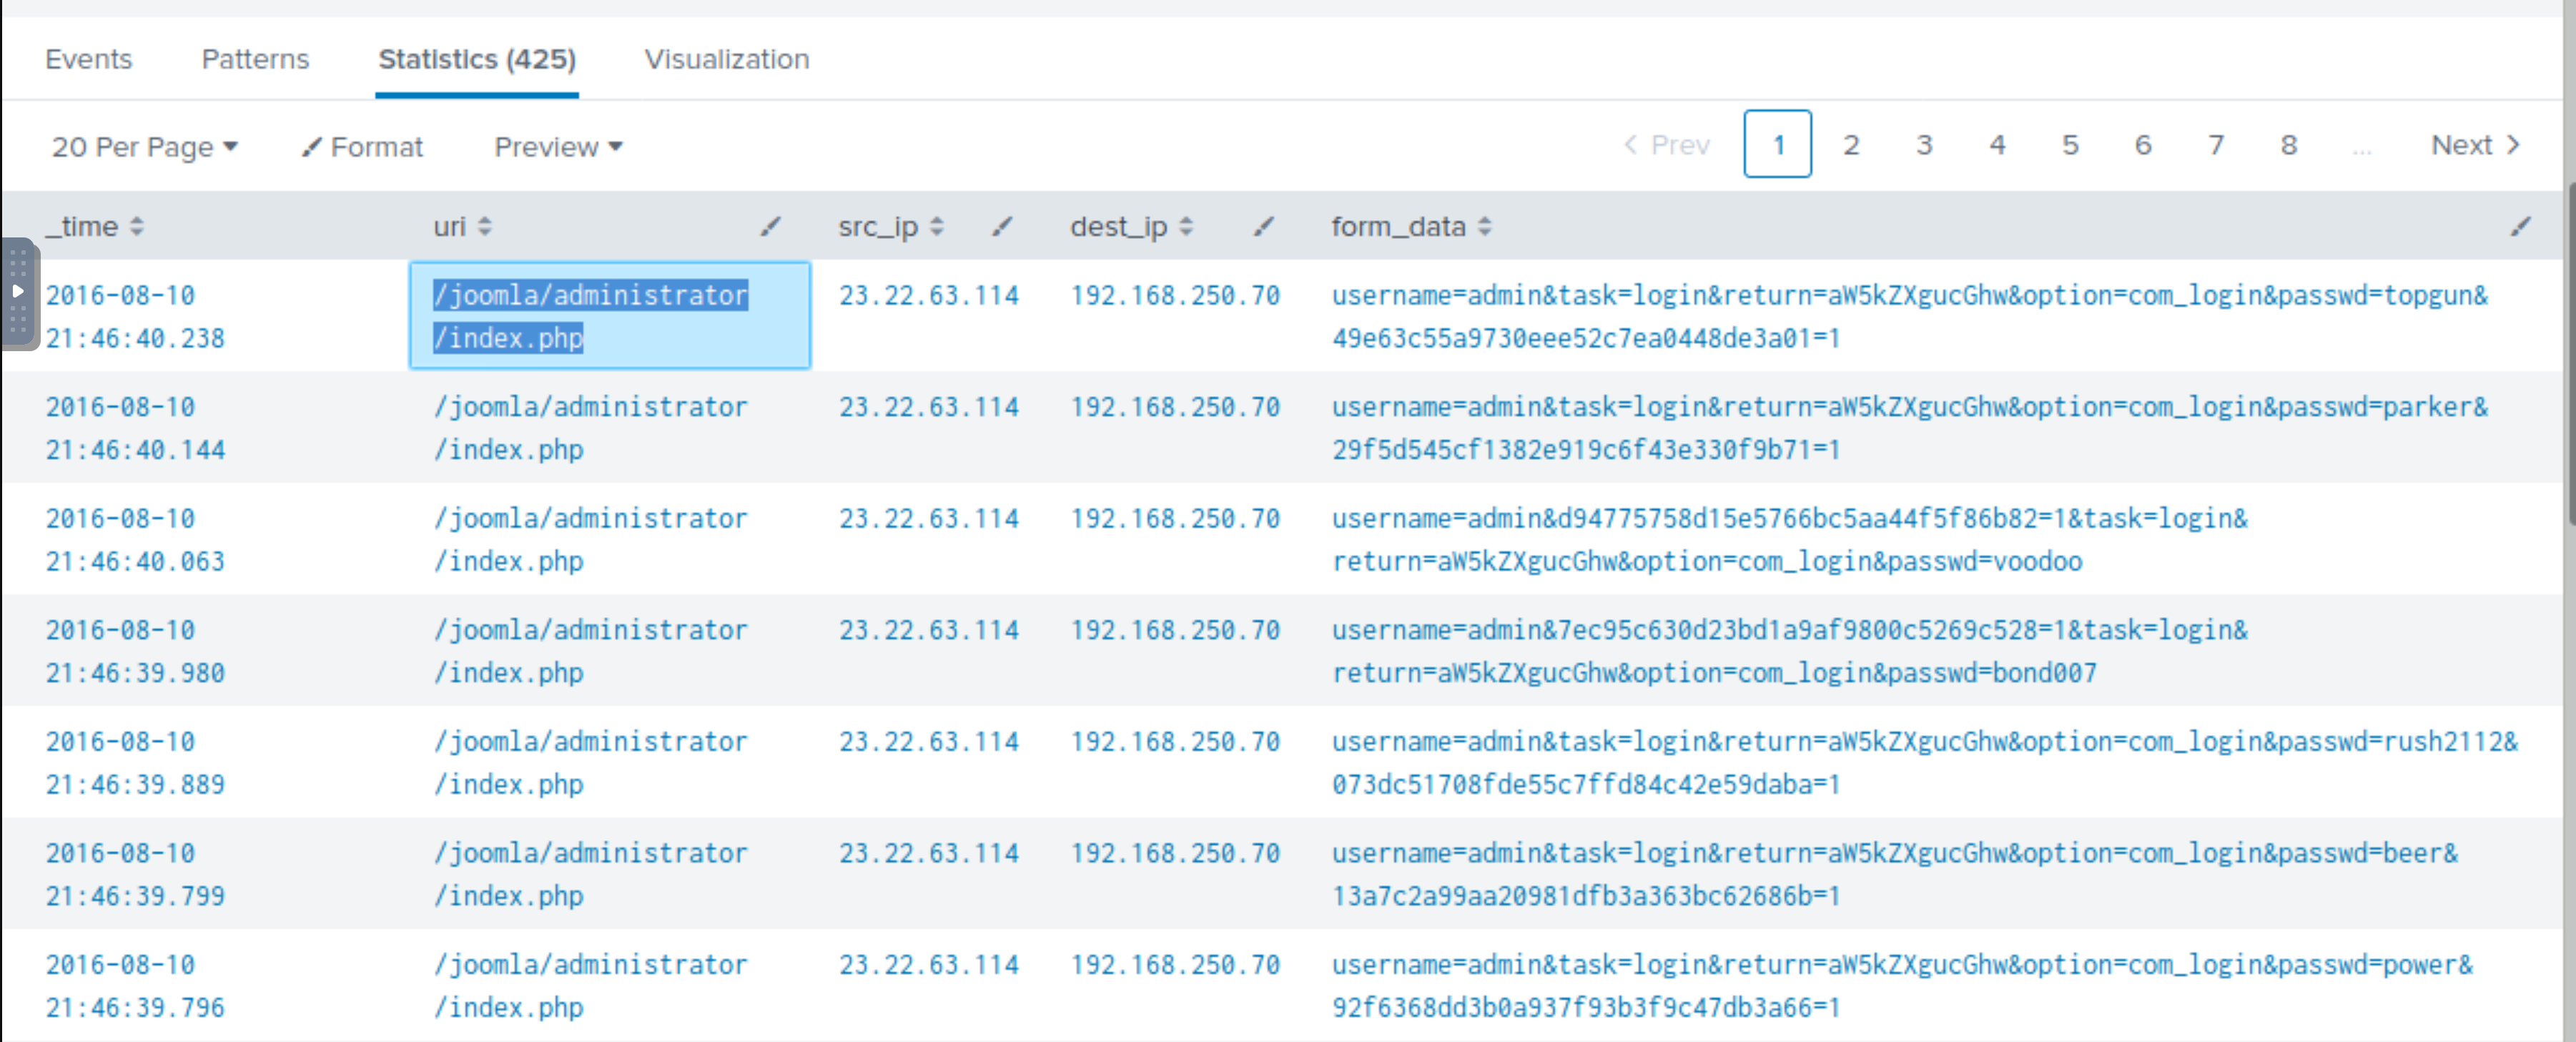 Events Patterns Statistics (425) Visualization
20 Per Page Format Preview Prev 1 2 3 4 5 6 7 8 ... Next
_time uri src_ip dest_ip form_data
2016-08-10 /joomla/administrator 23.22.63.114 192.168.250.70 username=admin&task=login&return=aW5kZXgucGhw&option=com_login&passwd=topgun&
21:46:40.238 /index.php 49e63c55a9730eee52c7ea0448de3a01=1
2016-08-10 /joomla/administrator 23.22.63.114 192.168.250.70 username=admin&task=login&return=aW5kZXgucGhw&option=com_login&passwd=parker&
21:46:40.144 /index.php 29f5d545cf1382e919c6f43e330f9b71=1
2016-08-10 /joomla/administrator 23.22.63.114 192.168.250.70 username=admin&d94775758d15e5766bc5aa44f5f86b82=1&task=login&
21:46:40.063 /index.php return=aW5kZXgucGhw&option=com_login&passwd=voodoo
2016-08-10 /joomla/administrator 23.22.63.114 192.168.250.70 username=admin&7ec95c630d23bd1a9af9800c5269c528=1&task=login&
21:46:39.980 /index.php return=aW5kZXgucGhw&option=com_login&passwd=bond007
2016-08-10 /joomla/administrator 23.22.63.114 192.168.250.70 username=admin&task=login&return=aW5kZXgucGhw&option=com_login&passwd=rush2112&
21:46:39.889 /index.php 073dc51708fde55c7ffd84c42e59daba=1
2016-08-10 /joomla/administrator 23.22.63.114 192.168.250.70 username=admin&task=login&return=aW5kZXgucGhw&option=com_login&passwd=beer&
21:46:39.799 /index.php 13a7c2a99aa20981dfb3a363bc62686b=1
2016-08-10 /joomla/administrator 23.22.63.114 192.168.250.70 username=admin&task=login&return=aW5kZXgucGhw&option=com_login&passwd=power&
21:46:39.796 /index.php 92f6368dd3b0a937f93b3f9c47db3a66=1